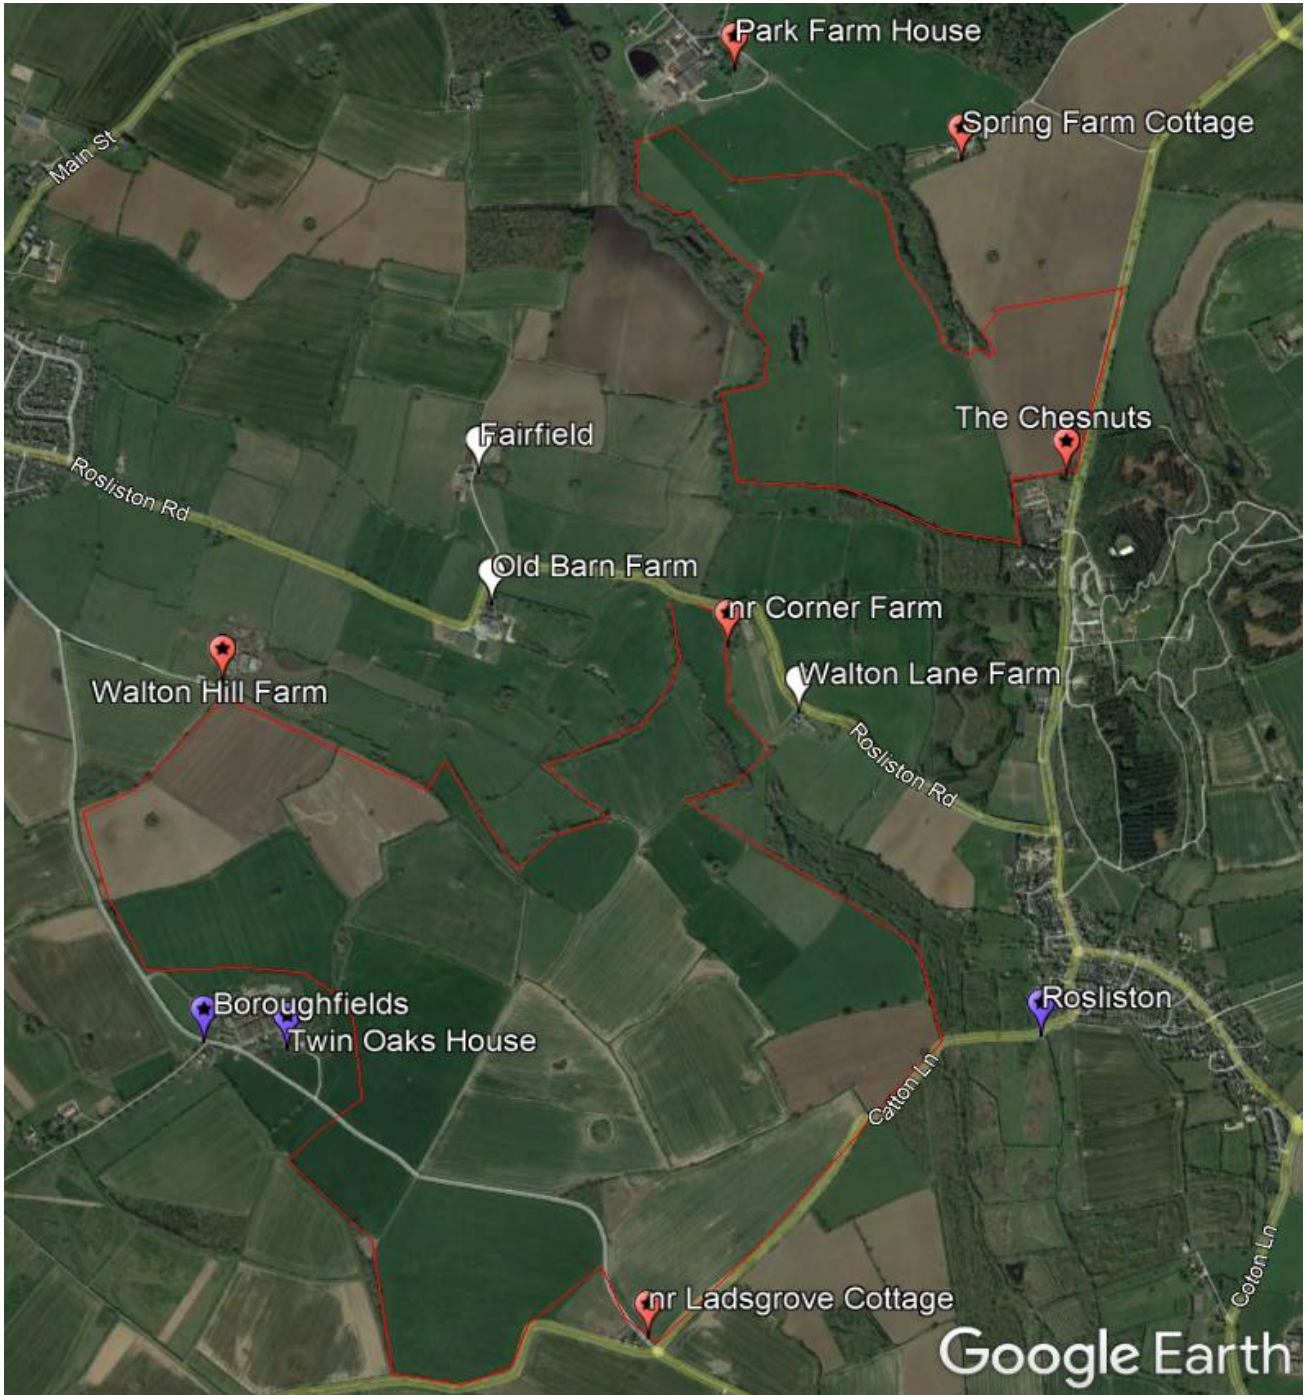 Park Farm House
Spring Farm Cottage
Main St
The Chesnuts
Fairfield
Rosliston Rd
Old Barn Farm
nr Corner Farm
Walton Lane Farm
Walton Hill Farm
Rosliston Rd
Rosliston
Boroughfields
Twin Oaks House
Catton Ln
Coton Ln
nr Ladsgrove Cottage
Google Earth